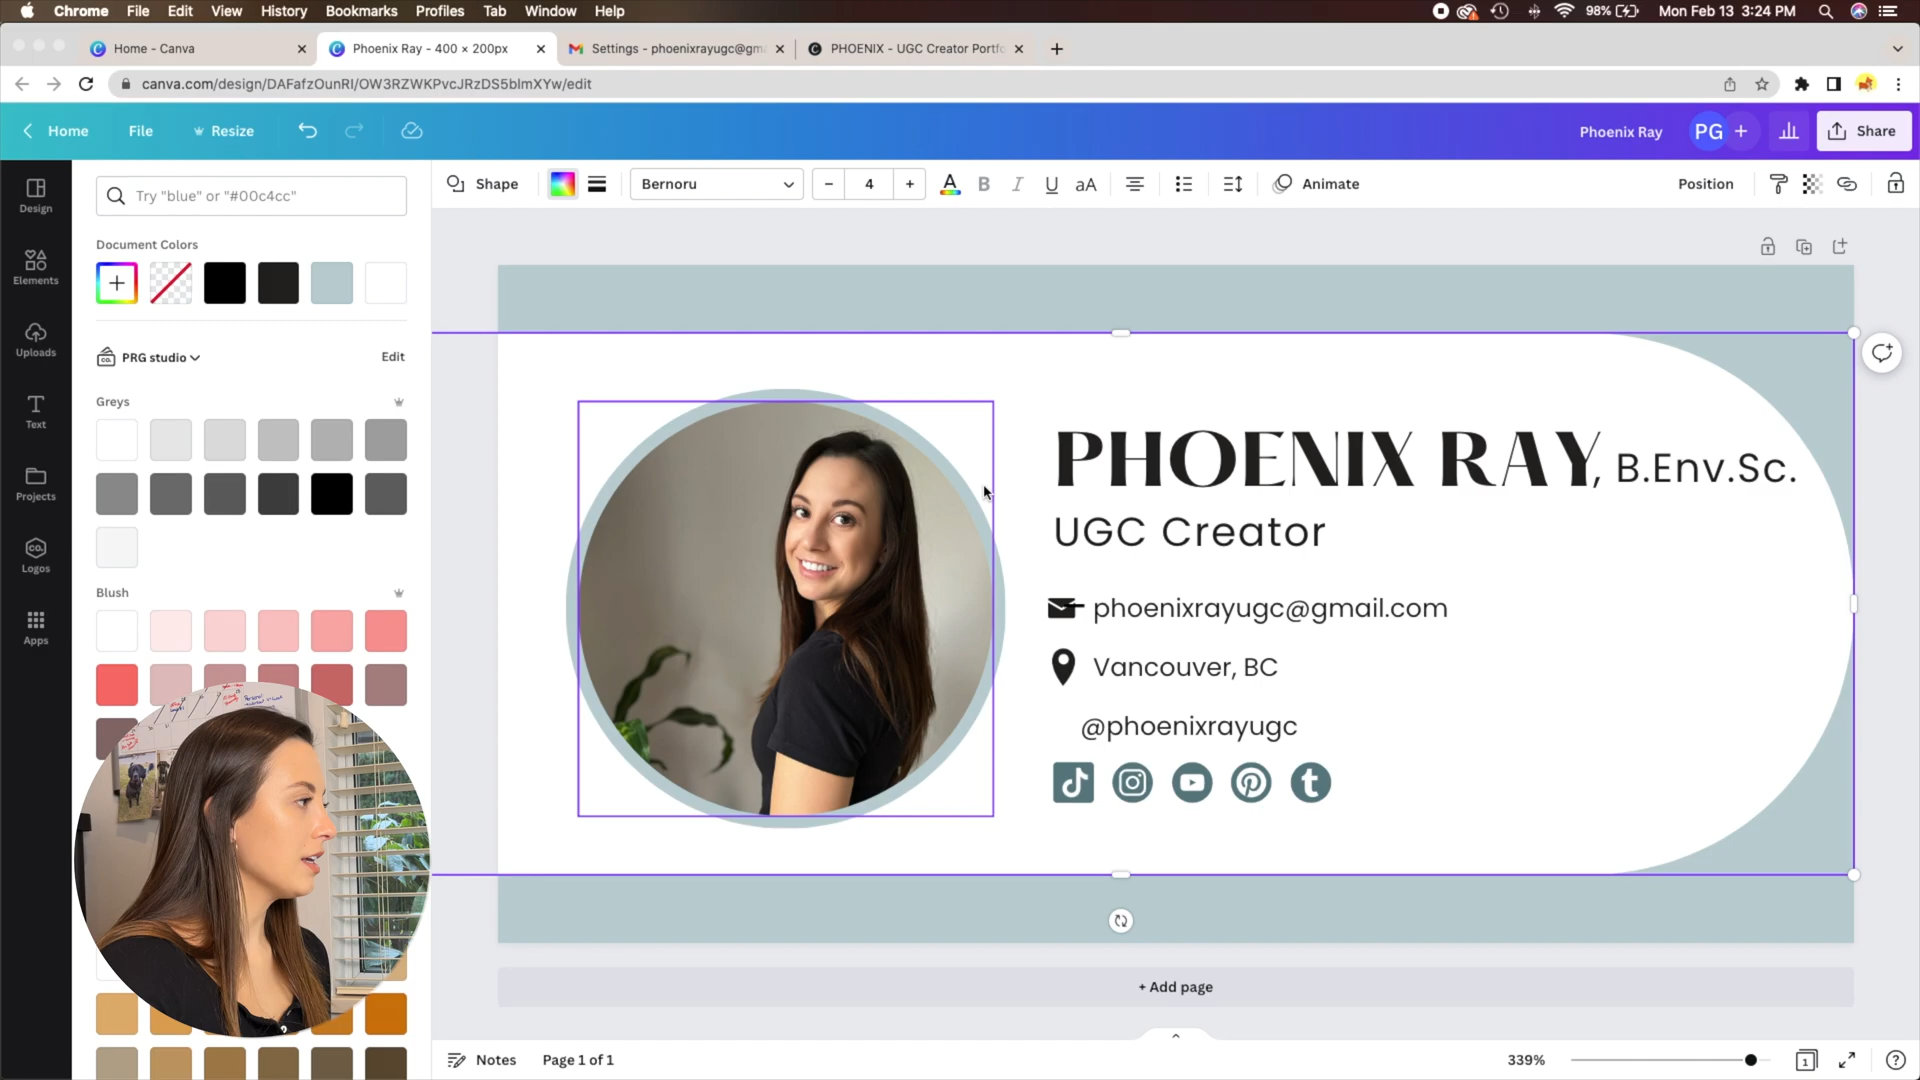 Chrome File Edit View History Bookmarks Profiles Tab Window Help
98% Mon Feb 13 3:24 PM
Home - Canva
Phoenix Ray - 400 × 200px
Settings - phoenixrayugc@gma
PHOENIX - UGC Creator Portfo
canva.com/design/DAFafzOunRI/OW3RZWKPvcJRzDS5blmXYw/edit
Home File Resize
Phoenix Ray PG + Share
Design
Elements
Uploads
Text
Projects
Logos
Apps
Try "blue" or "#00c4cc"
Document Colors
PRG studio Edit
Greys
Blush
Shape Bernoru – 4 + A B I U aA Animate Position
PHOENIX RAY, B.Env.Sc.
UGC Creator
phoenixrayugc@gmail.com
Vancouver, BC
@phoenixrayugc
+ Add page
Notes Page 1 of 1
339% 1 ?